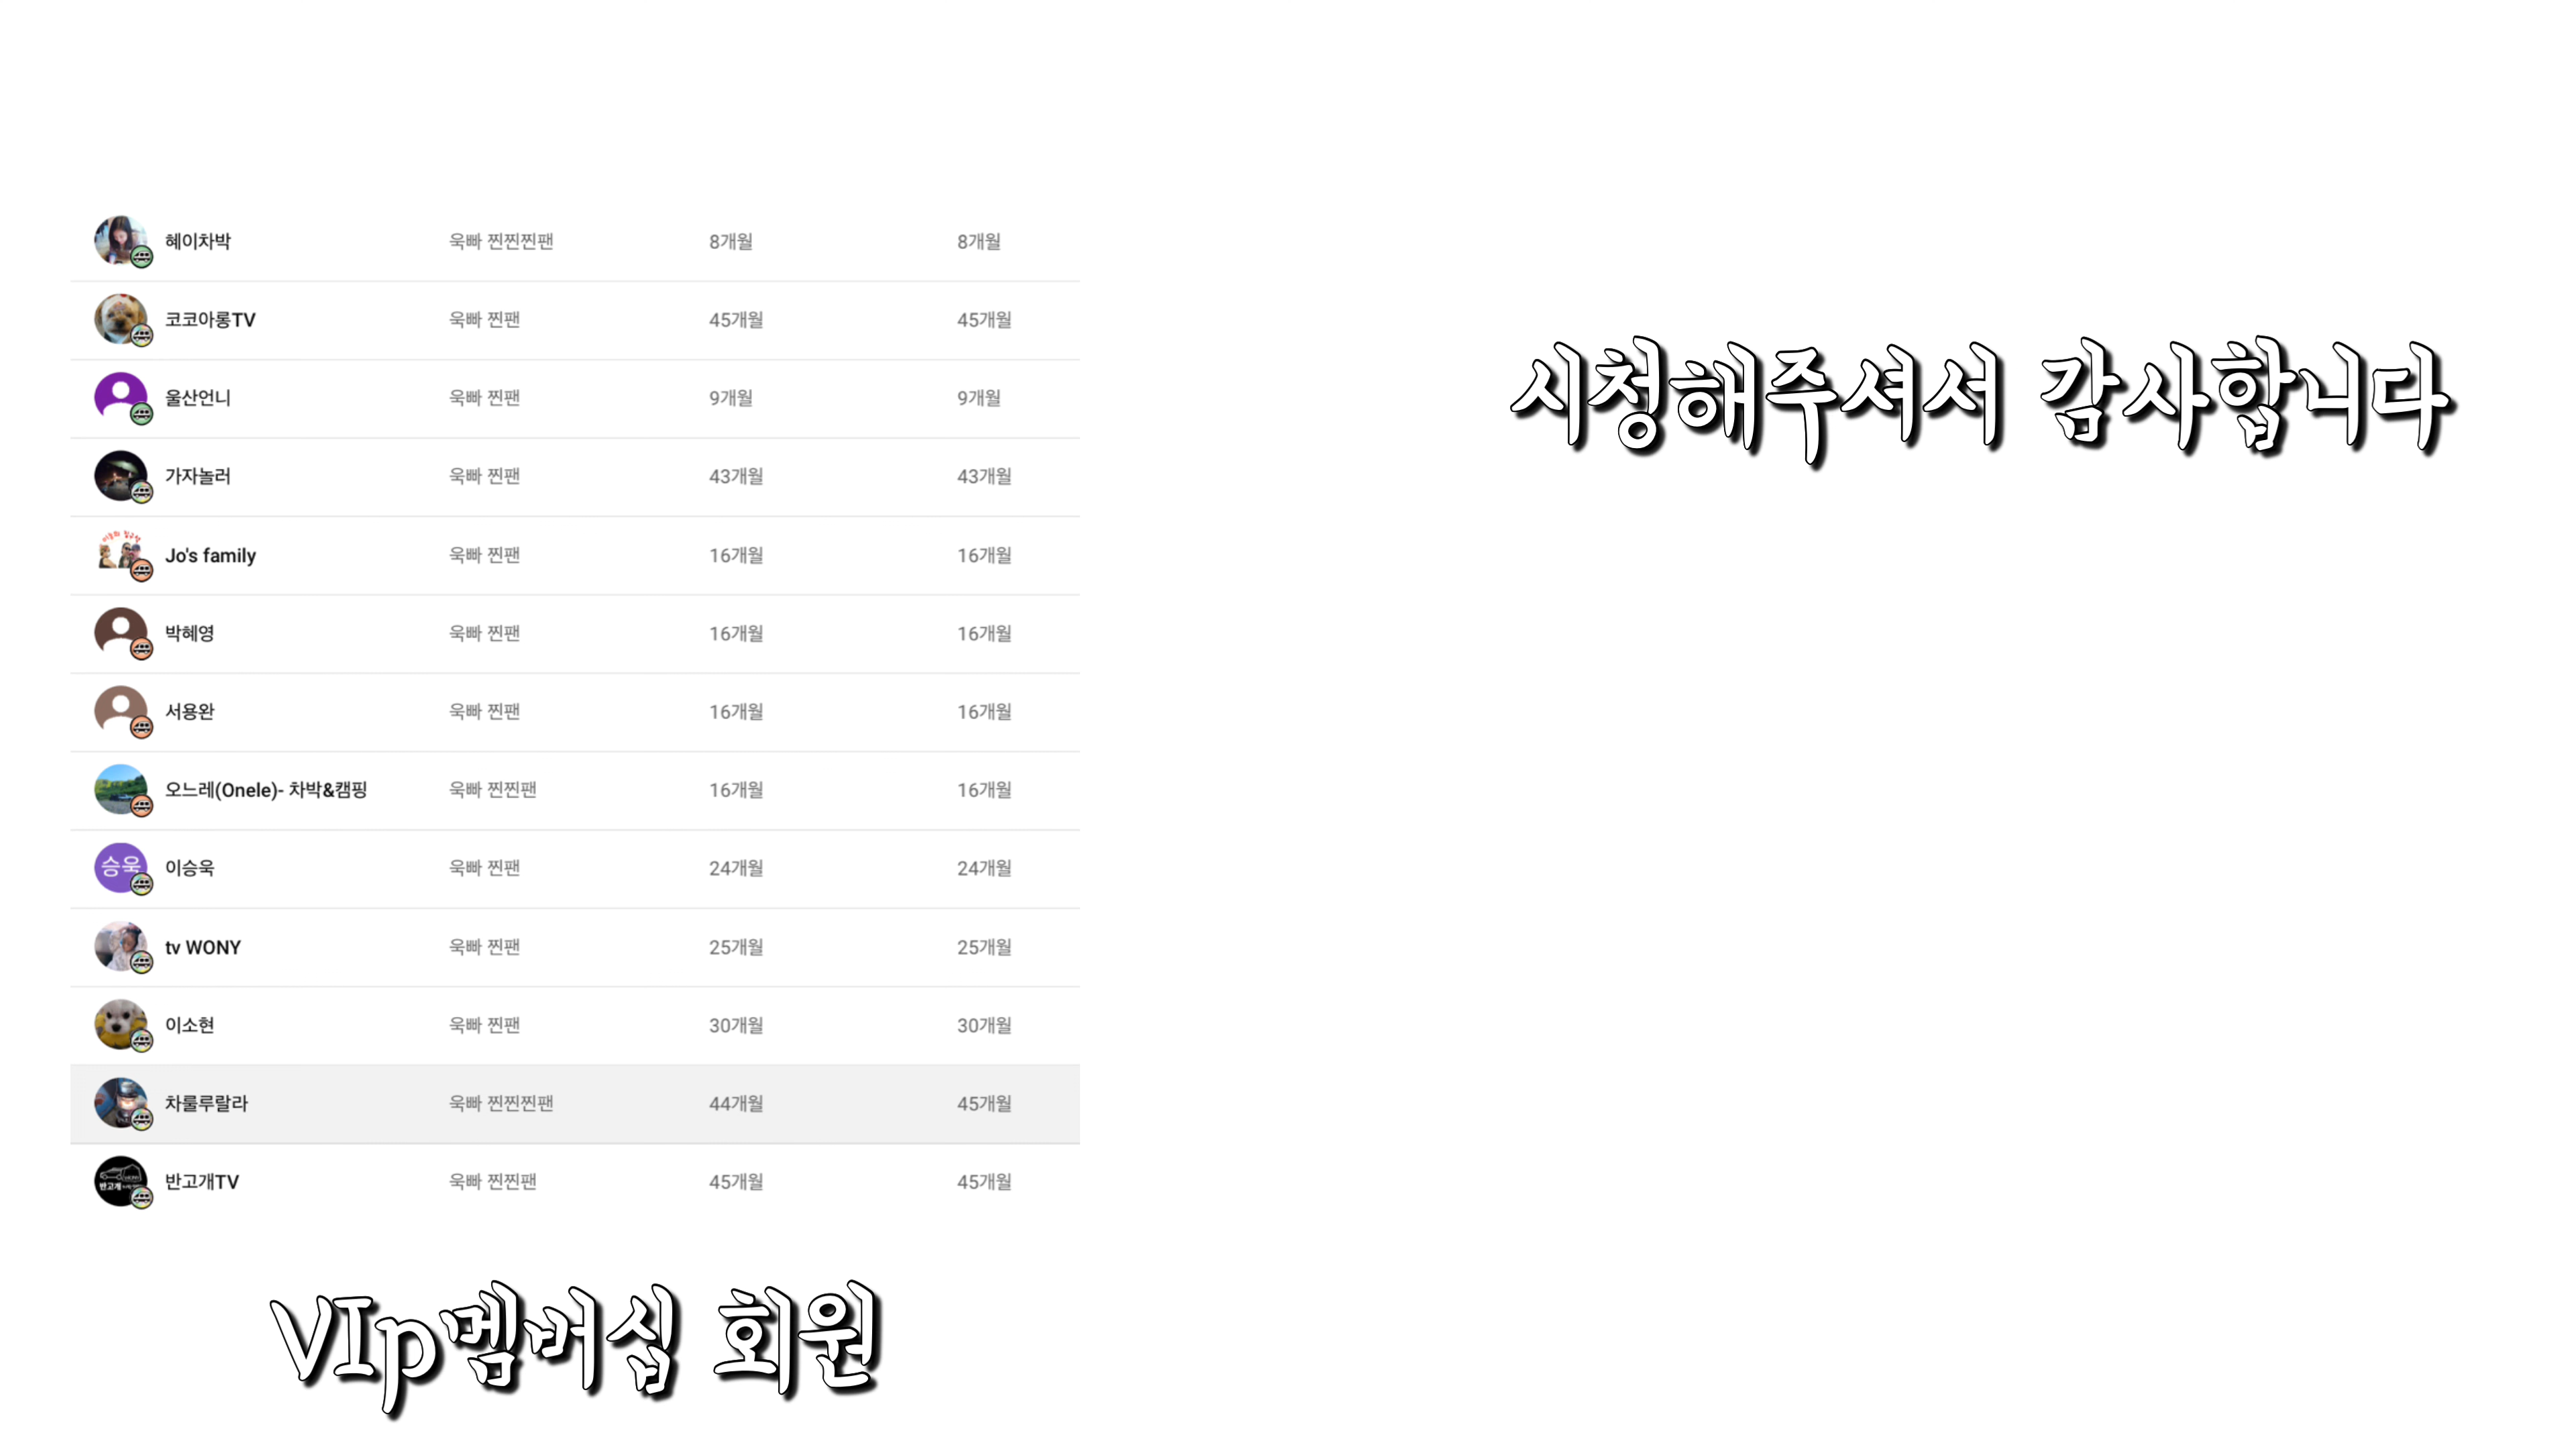 혜이차박 욱빠 찐찐찐팬 8개월 8개월
코코아롱TV 욱빠 찐팬 45개월 45개월
울산언니 욱빠 찐팬 9개월 9개월
가자놀러 욱빠 찐팬 43개월 43개월
Jo's family 욱빠 찐팬 16개월 16개월
박혜영 욱빠 찐팬 16개월 16개월
서용완 욱빠 찐팬 16개월 16개월
오느레(Onele)- 차박&캠핑 욱빠 찐찐팬 16개월 16개월
승욱 이승욱 욱빠 찐팬 24개월 24개월
tv WONY 욱빠 찐팬 25개월 25개월
이소현 욱빠 찐팬 30개월 30개월
차룰루랄라 욱빠 찐찐찐팬 44개월 45개월
반고개 반고개TV 욱빠 찐찐팬 45개월 45개월
VIp멤버십 회원
시청해주셔서 감사합니다